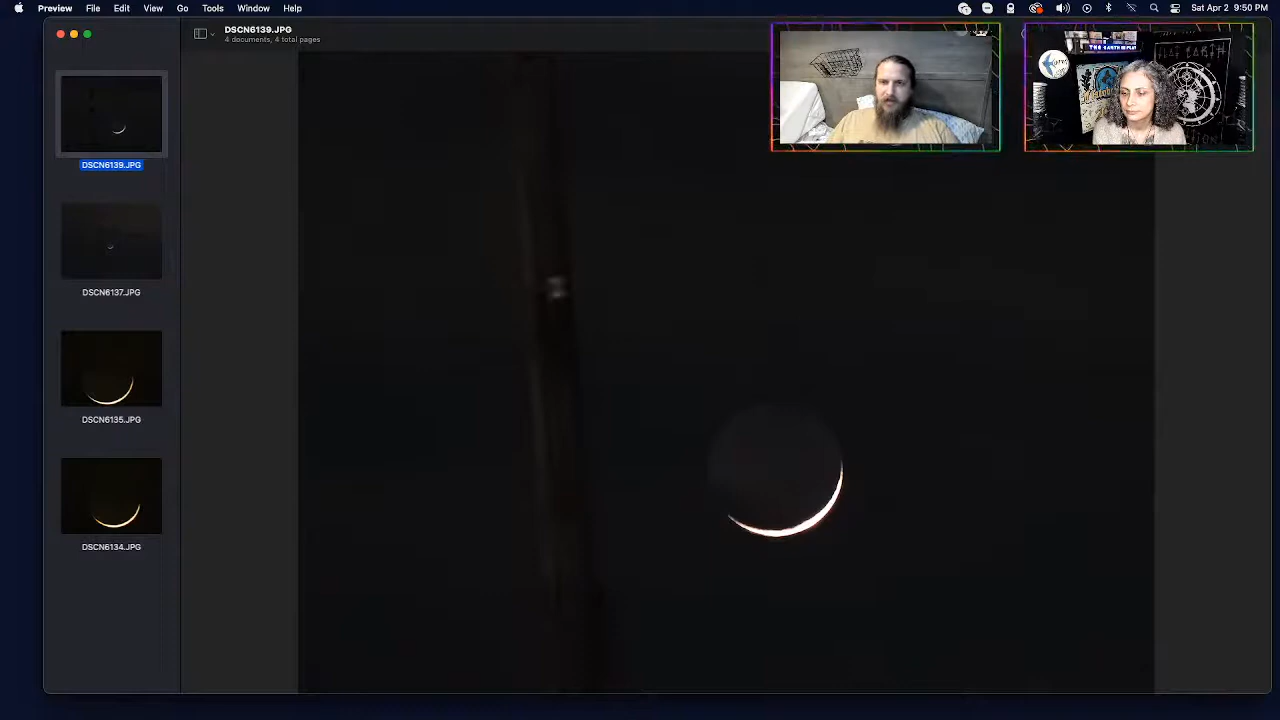 Preview File Edit View Go Tools Window Help
Sat Apr 2 9:50 PM
DSCN6139.JPG
4 documents, 4 total pages
DSCN6139.JPG
DSCN6137.JPG
DSCN6135.JPG
DSCN6134.JPG